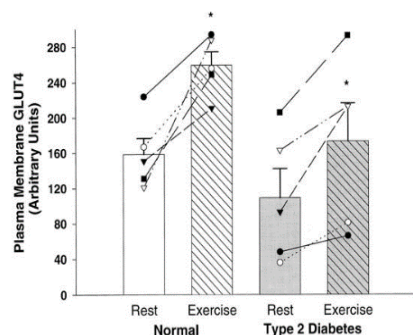 Plasma Membrane GLUT4
(Arbitrary Units)
280
240
200
160
120
80
40
0
*
*
Rest Exercise Rest Exercise
Normal Type 2 Diabetes